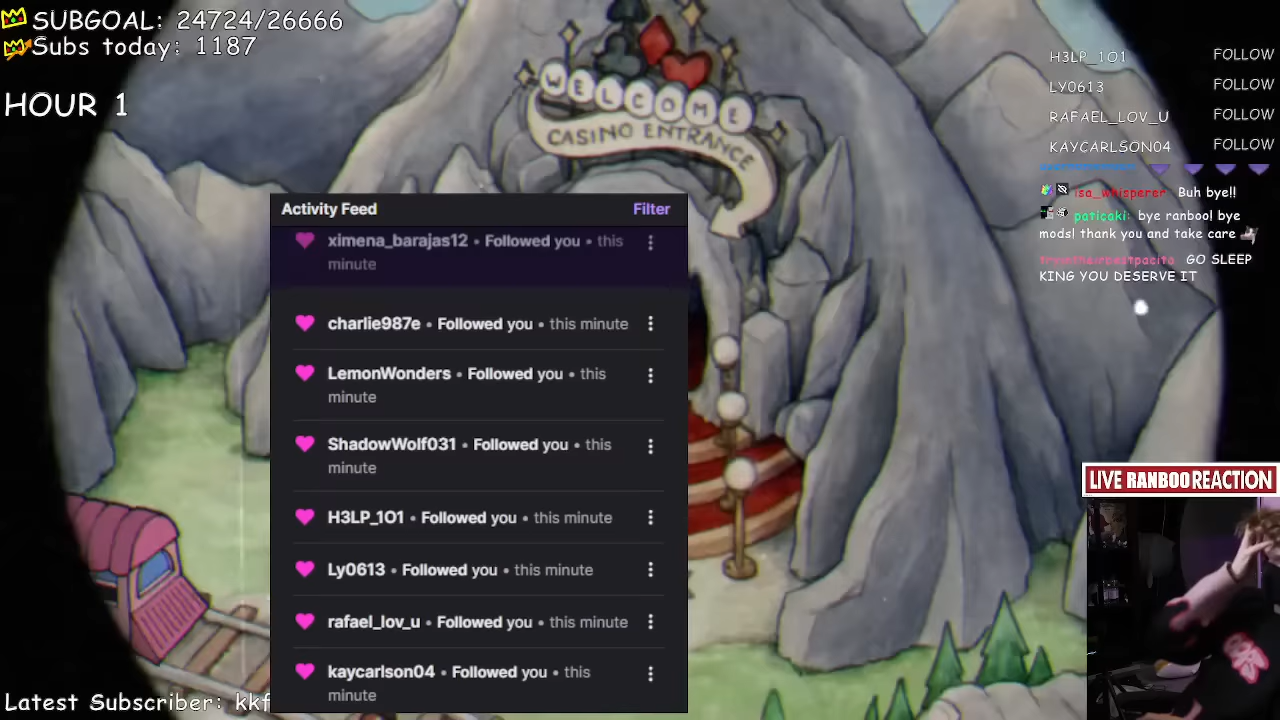 SUBGOAL: 24724/26666
Subs today: 1187
HOUR 1
WELCOME
CASINO ENTRANCE
Activity Feed
Filter
ximena_barajas12 • Followed you • this
minute
charlie987e • Followed you • this minute
LemonWonders • Followed you • this
minute
ShadowWolf031 • Followed you • this
minute
H3LP_1O1 • Followed you • this minute
Ly0613 • Followed you • this minute
rafael_lov_u • Followed you • this minute
kaycarlson04 • Followed you • this
minute
H3LP_1O1 FOLLOW
LY0613 FOLLOW
RAFAEL_LOV_U FOLLOW
KAYCARLSON04 FOLLOW
isa_whisperer Buh bye!!
paticaki: bye ranboo! bye
mods! thank you and take care
GO SLEEP
KING YOU DESERVE IT
LIVE RANBOO REACTION
Latest Subscriber: kkf